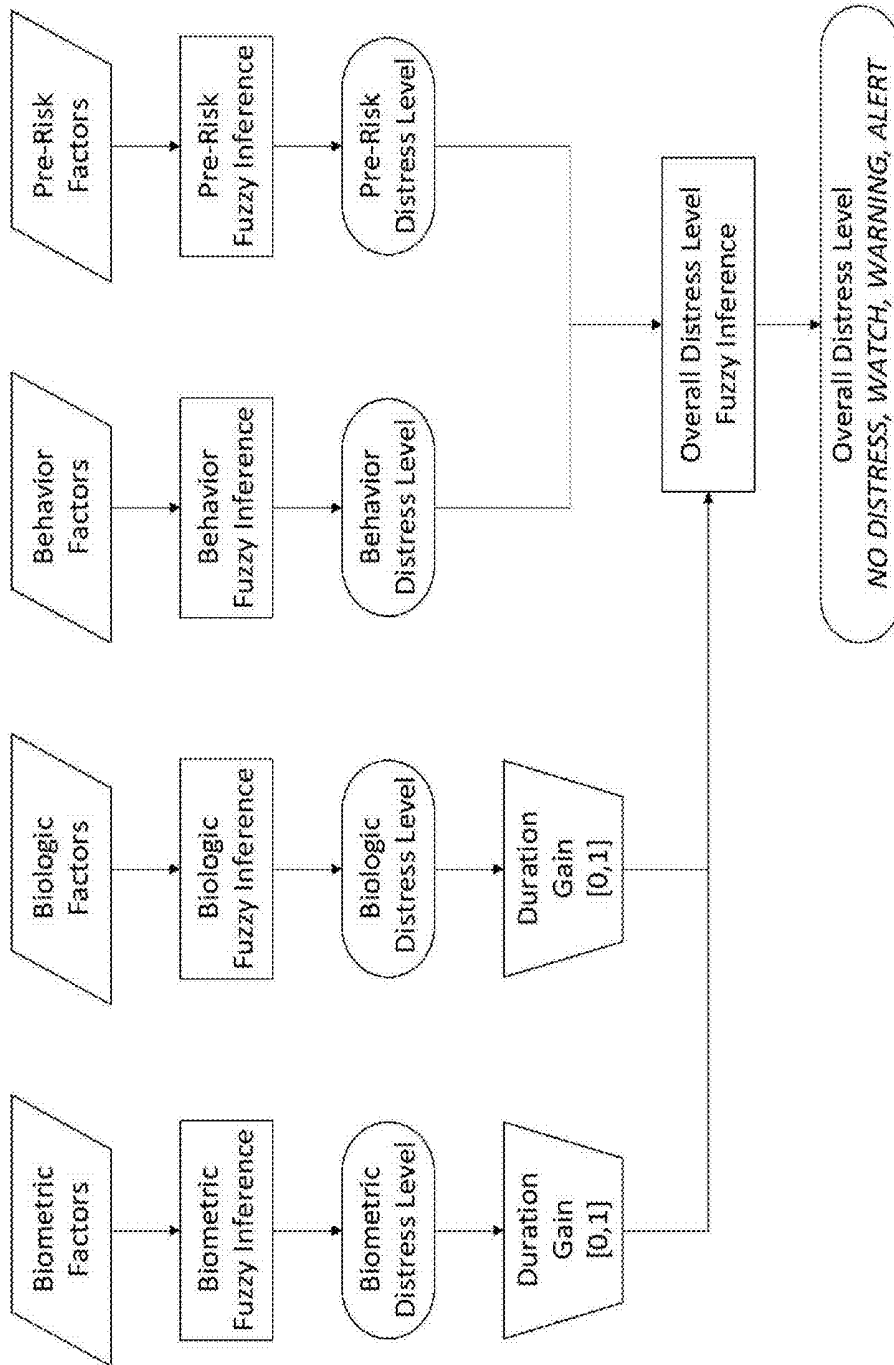 Biometric
Factors
Biometric
Fuzzy Inference
Biometric
Distress Level
Duration
Gain
[0,1]
Biologic
Factors
Biologic
Fuzzy Inference
Biologic
Distress Level
Duration
Gain
[0,1]
Behavior
Factors
Behavior
Fuzzy Inference
Behavior
Distress Level
Pre-Risk
Factors
Pre-Risk
Fuzzy Inference
Pre-Risk
Distress Level
Overall Distress Level
Fuzzy Inference
Overall Distress Level
NO DISTRESS, WATCH, WARNING, ALERT